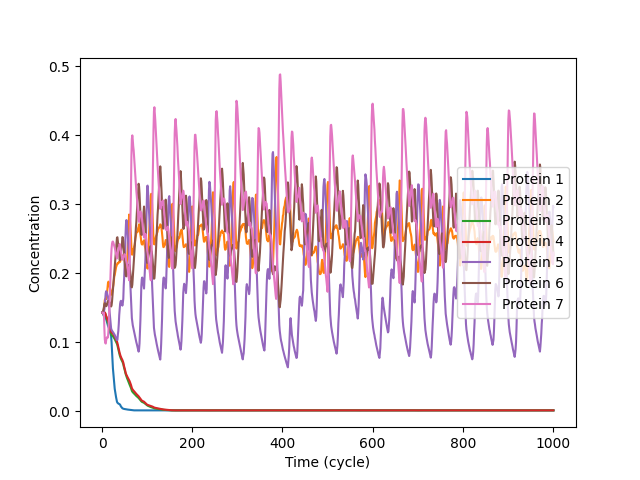 0.5
0.4
0.3
0.2
0.1
0.0
Concentration
0 200 400 600 800 1000
Time (cycle)
Protein 1
Protein 2
Protein 3
Protein 4
Protein 5
Protein 6
Protein 7